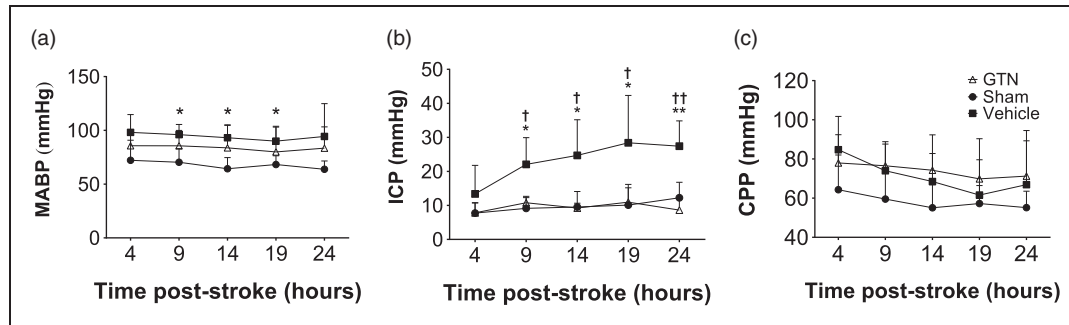 (a)
MABP (mmHg)
150
100
50
0
* * *
4 9 14 19 24
Time post-stroke (hours)
(b)
ICP (mmHg)
50
40
30
20
10
0
† † † ††
* * * **
4 9 14 19 24
Time post-stroke (hours)
(c)
CPP (mmHg)
120
100
80
60
40
GTN
Sham
Vehicle
4 9 14 19 24
Time post-stroke (hours)